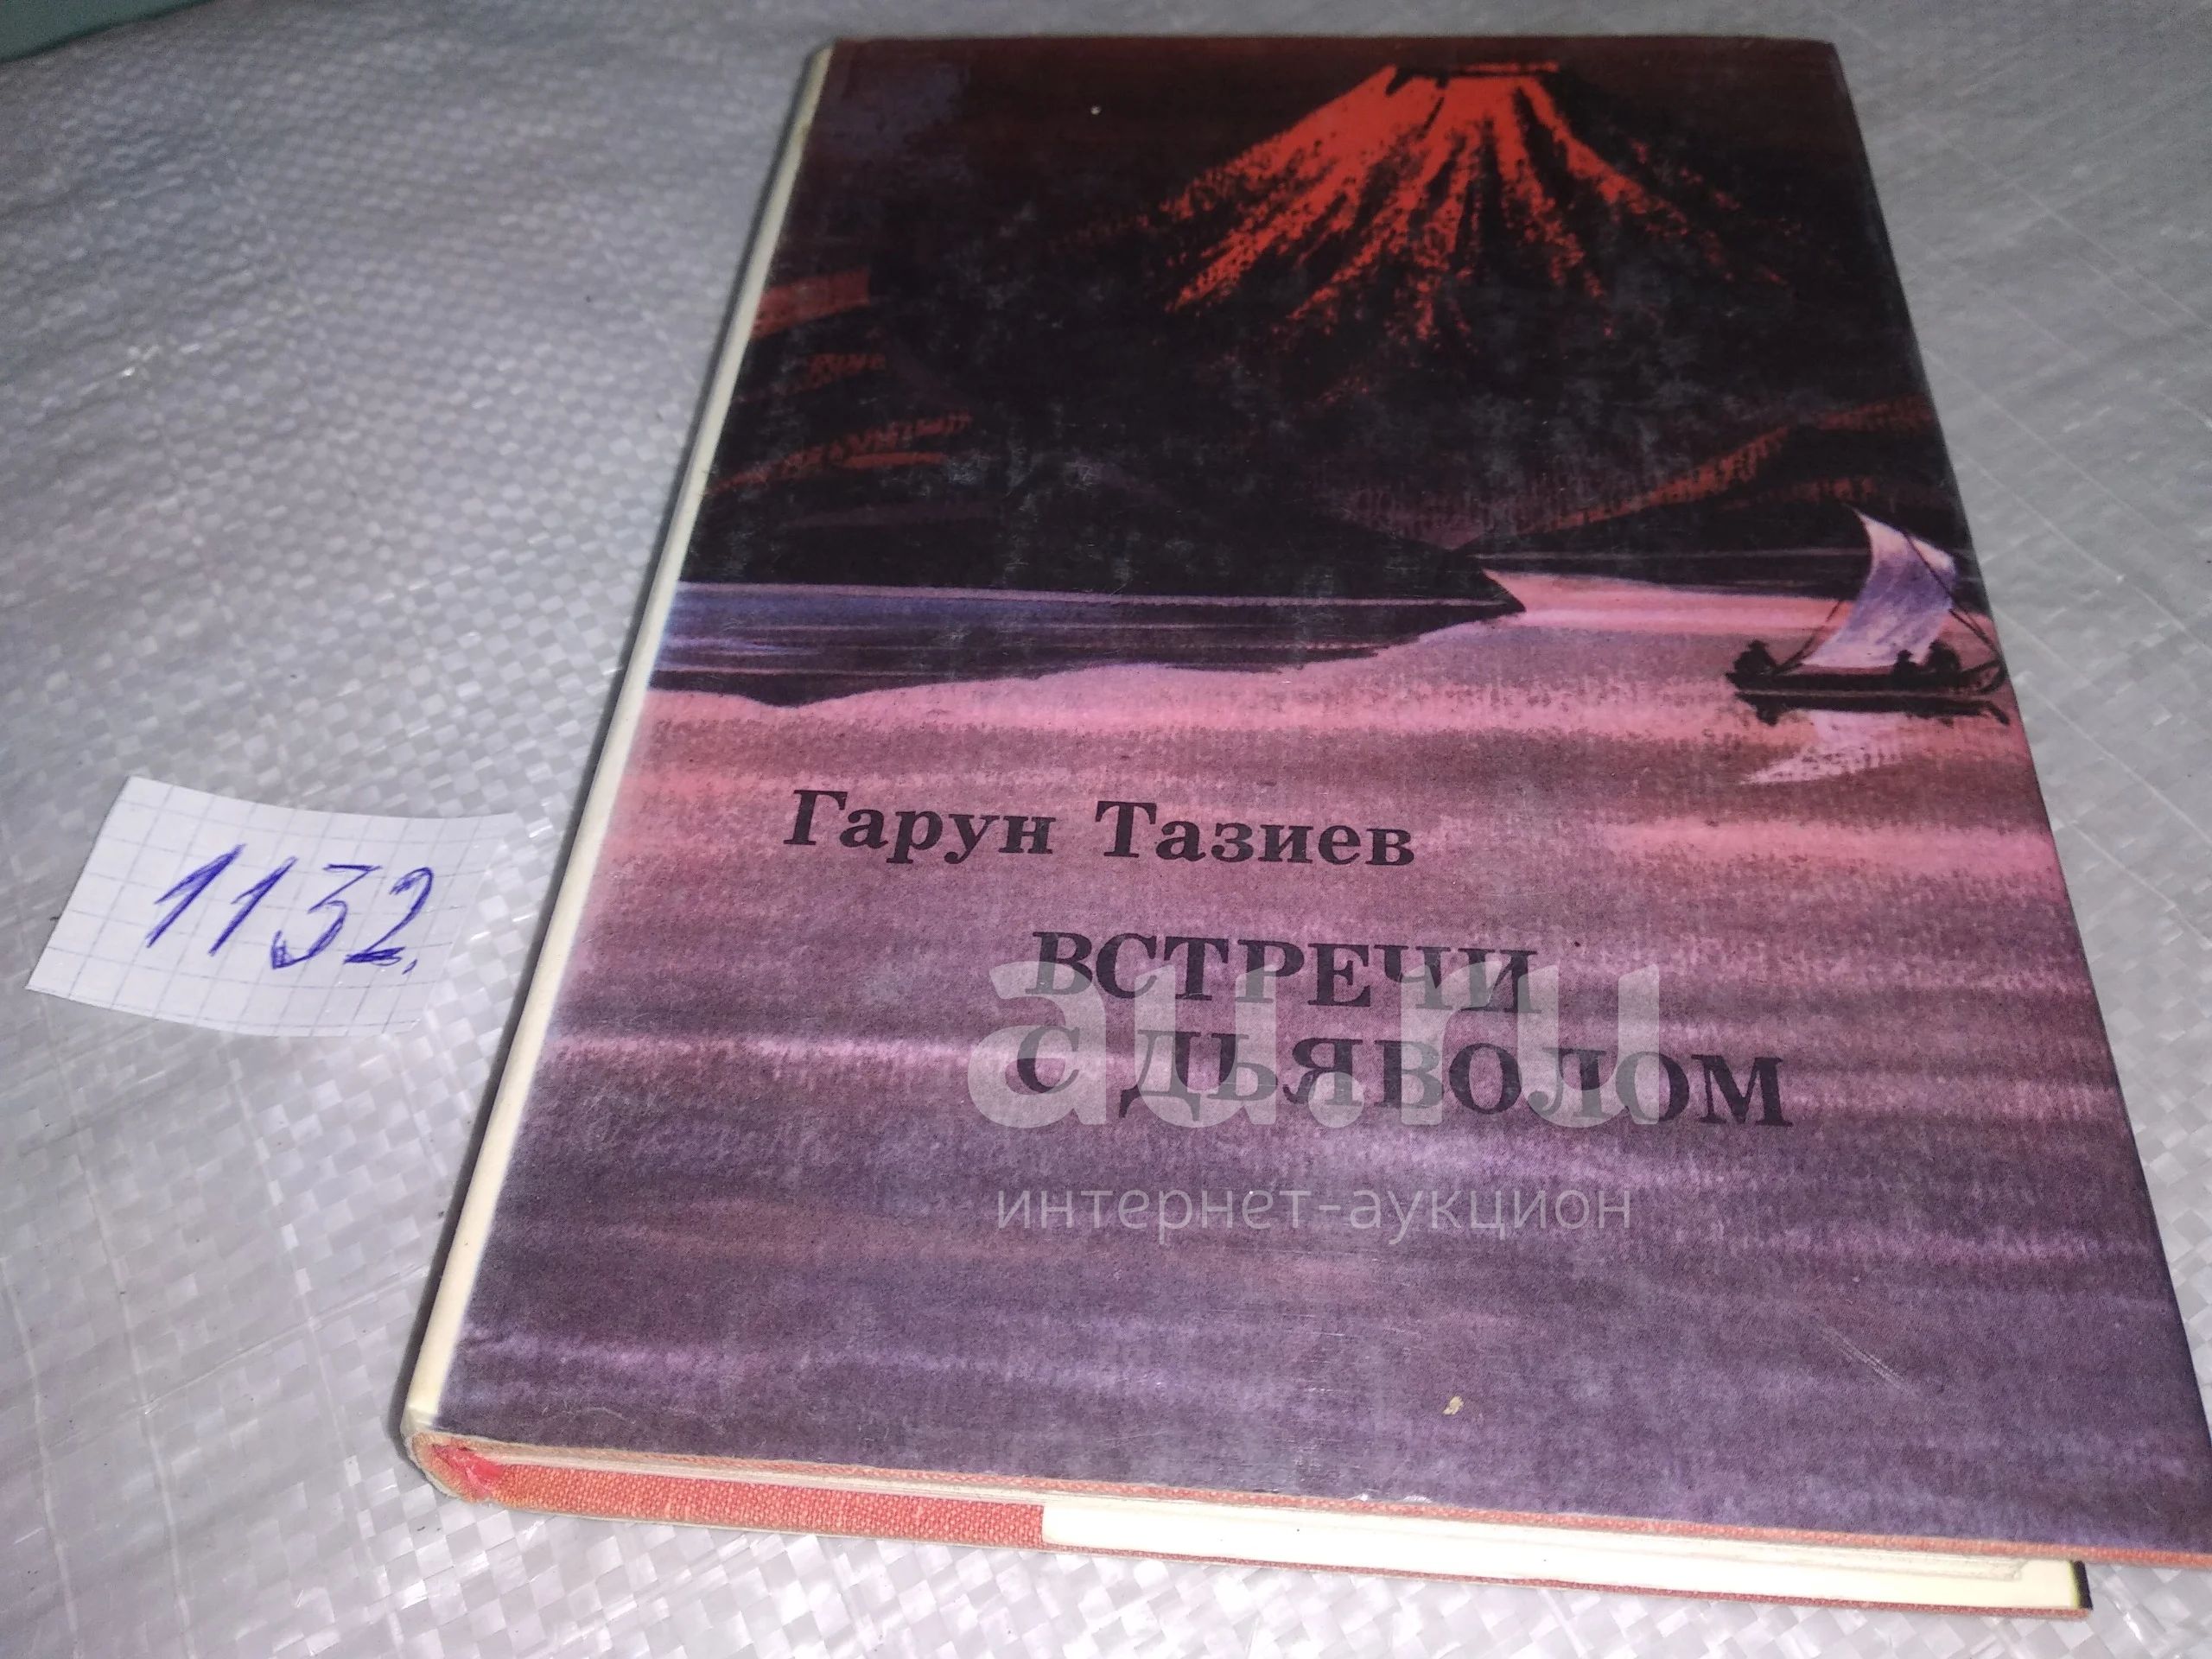 Гарун Тазиев
ВСТРЕЧИ
С ДЬЯВОЛОМ
1132.
au.ru
интернет-аукцион